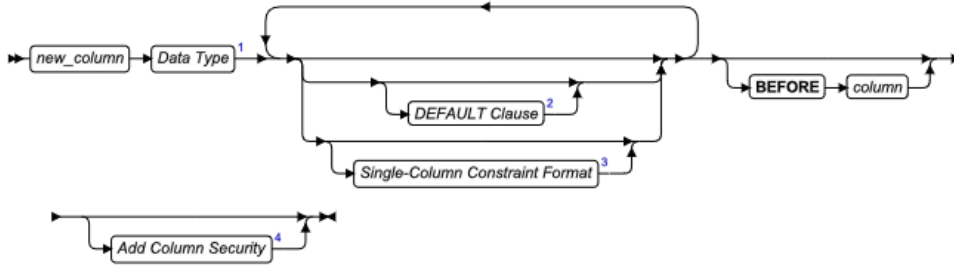 new_column Data Type 1 BEFORE column
DEFAULT Clause 2
Single-Column Constraint Format 3
Add Column Security 4